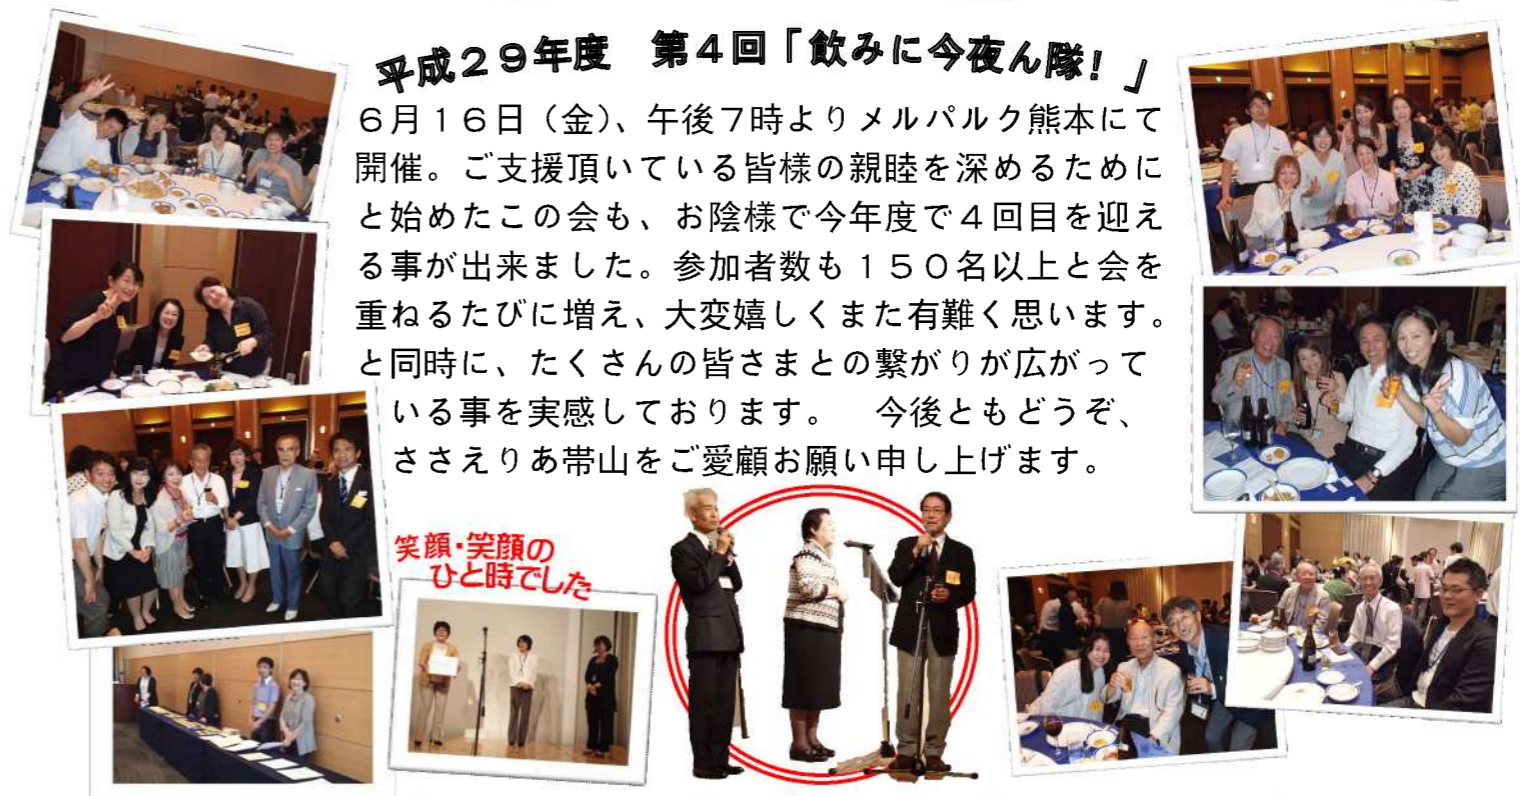 平成２９年度　第４回「飲みに今夜ん隊！」
６月１６日（金）、午後７時よりメルパルク熊本にて
開催。ご支援頂いている皆様の親睦を深めるために
と始めたこの会も、お陰様で今年度で４回目を迎え
る事が出来ました。参加者数も１５０名以上と会を
重ねるたびに増え、大変嬉しくまた有難く思います。
と同時に、たくさんの皆さまとの繋がりが広がって
いる事を実感しております。　今後ともどうぞ、
ささえりあ帯山をご愛顧お願い申し上げます。
笑顔・笑顔の
ひと時でした